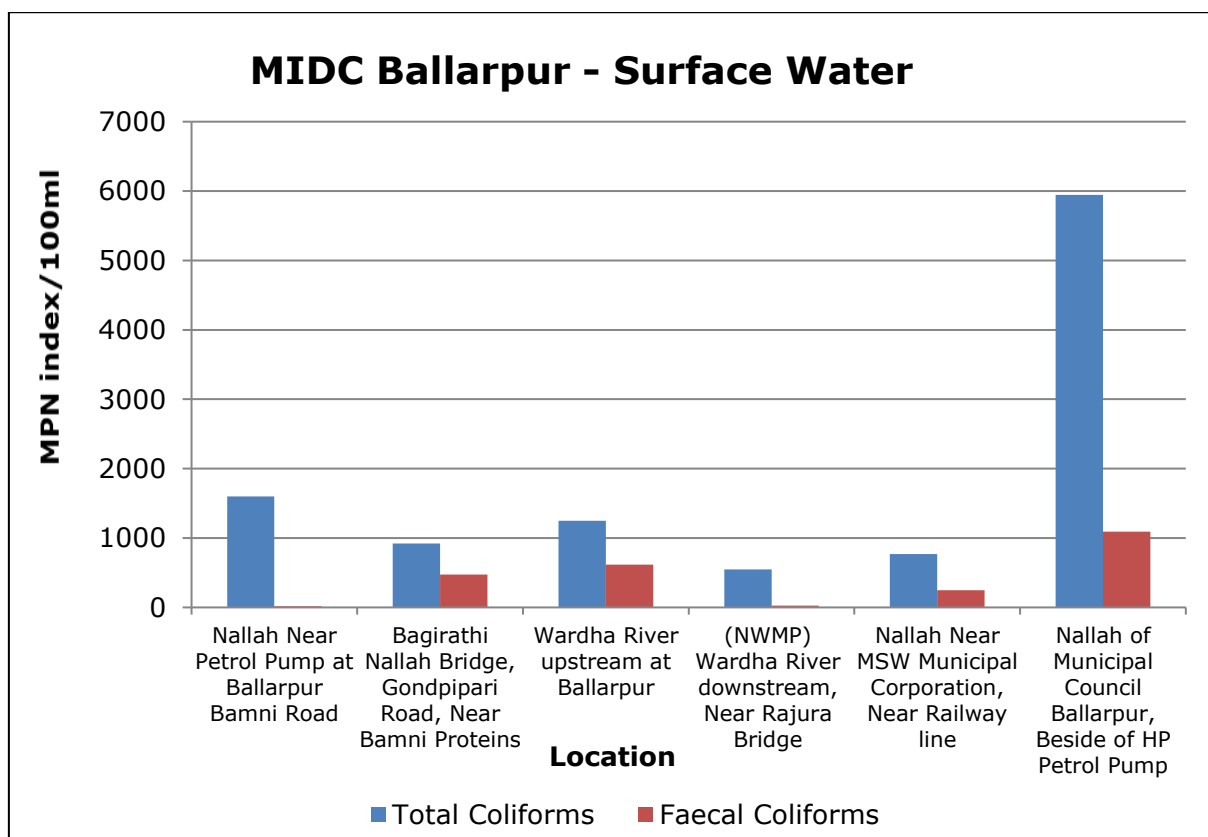 MIDC Ballarpur - Surface Water
MPN index/100ml
7000
6000
5000
4000
3000
2000
1000
0
Nallah Near
Petrol Pump at
Ballarpur
Bamni Road
Bagirathi
Nallah Bridge,
Gondpipari
Road, Near
Bamni Proteins
Wardha River
upstream at
Ballarpur
(NWMP)
Wardha River
downstream,
Near Rajura
Bridge
Nallah Near
MSW Municipal
Corporation,
Near Railway
line
Nallah of
Municipal
Council
Ballarpur,
Beside of HP
Petrol Pump
Location
Total Coliforms
Faecal Coliforms